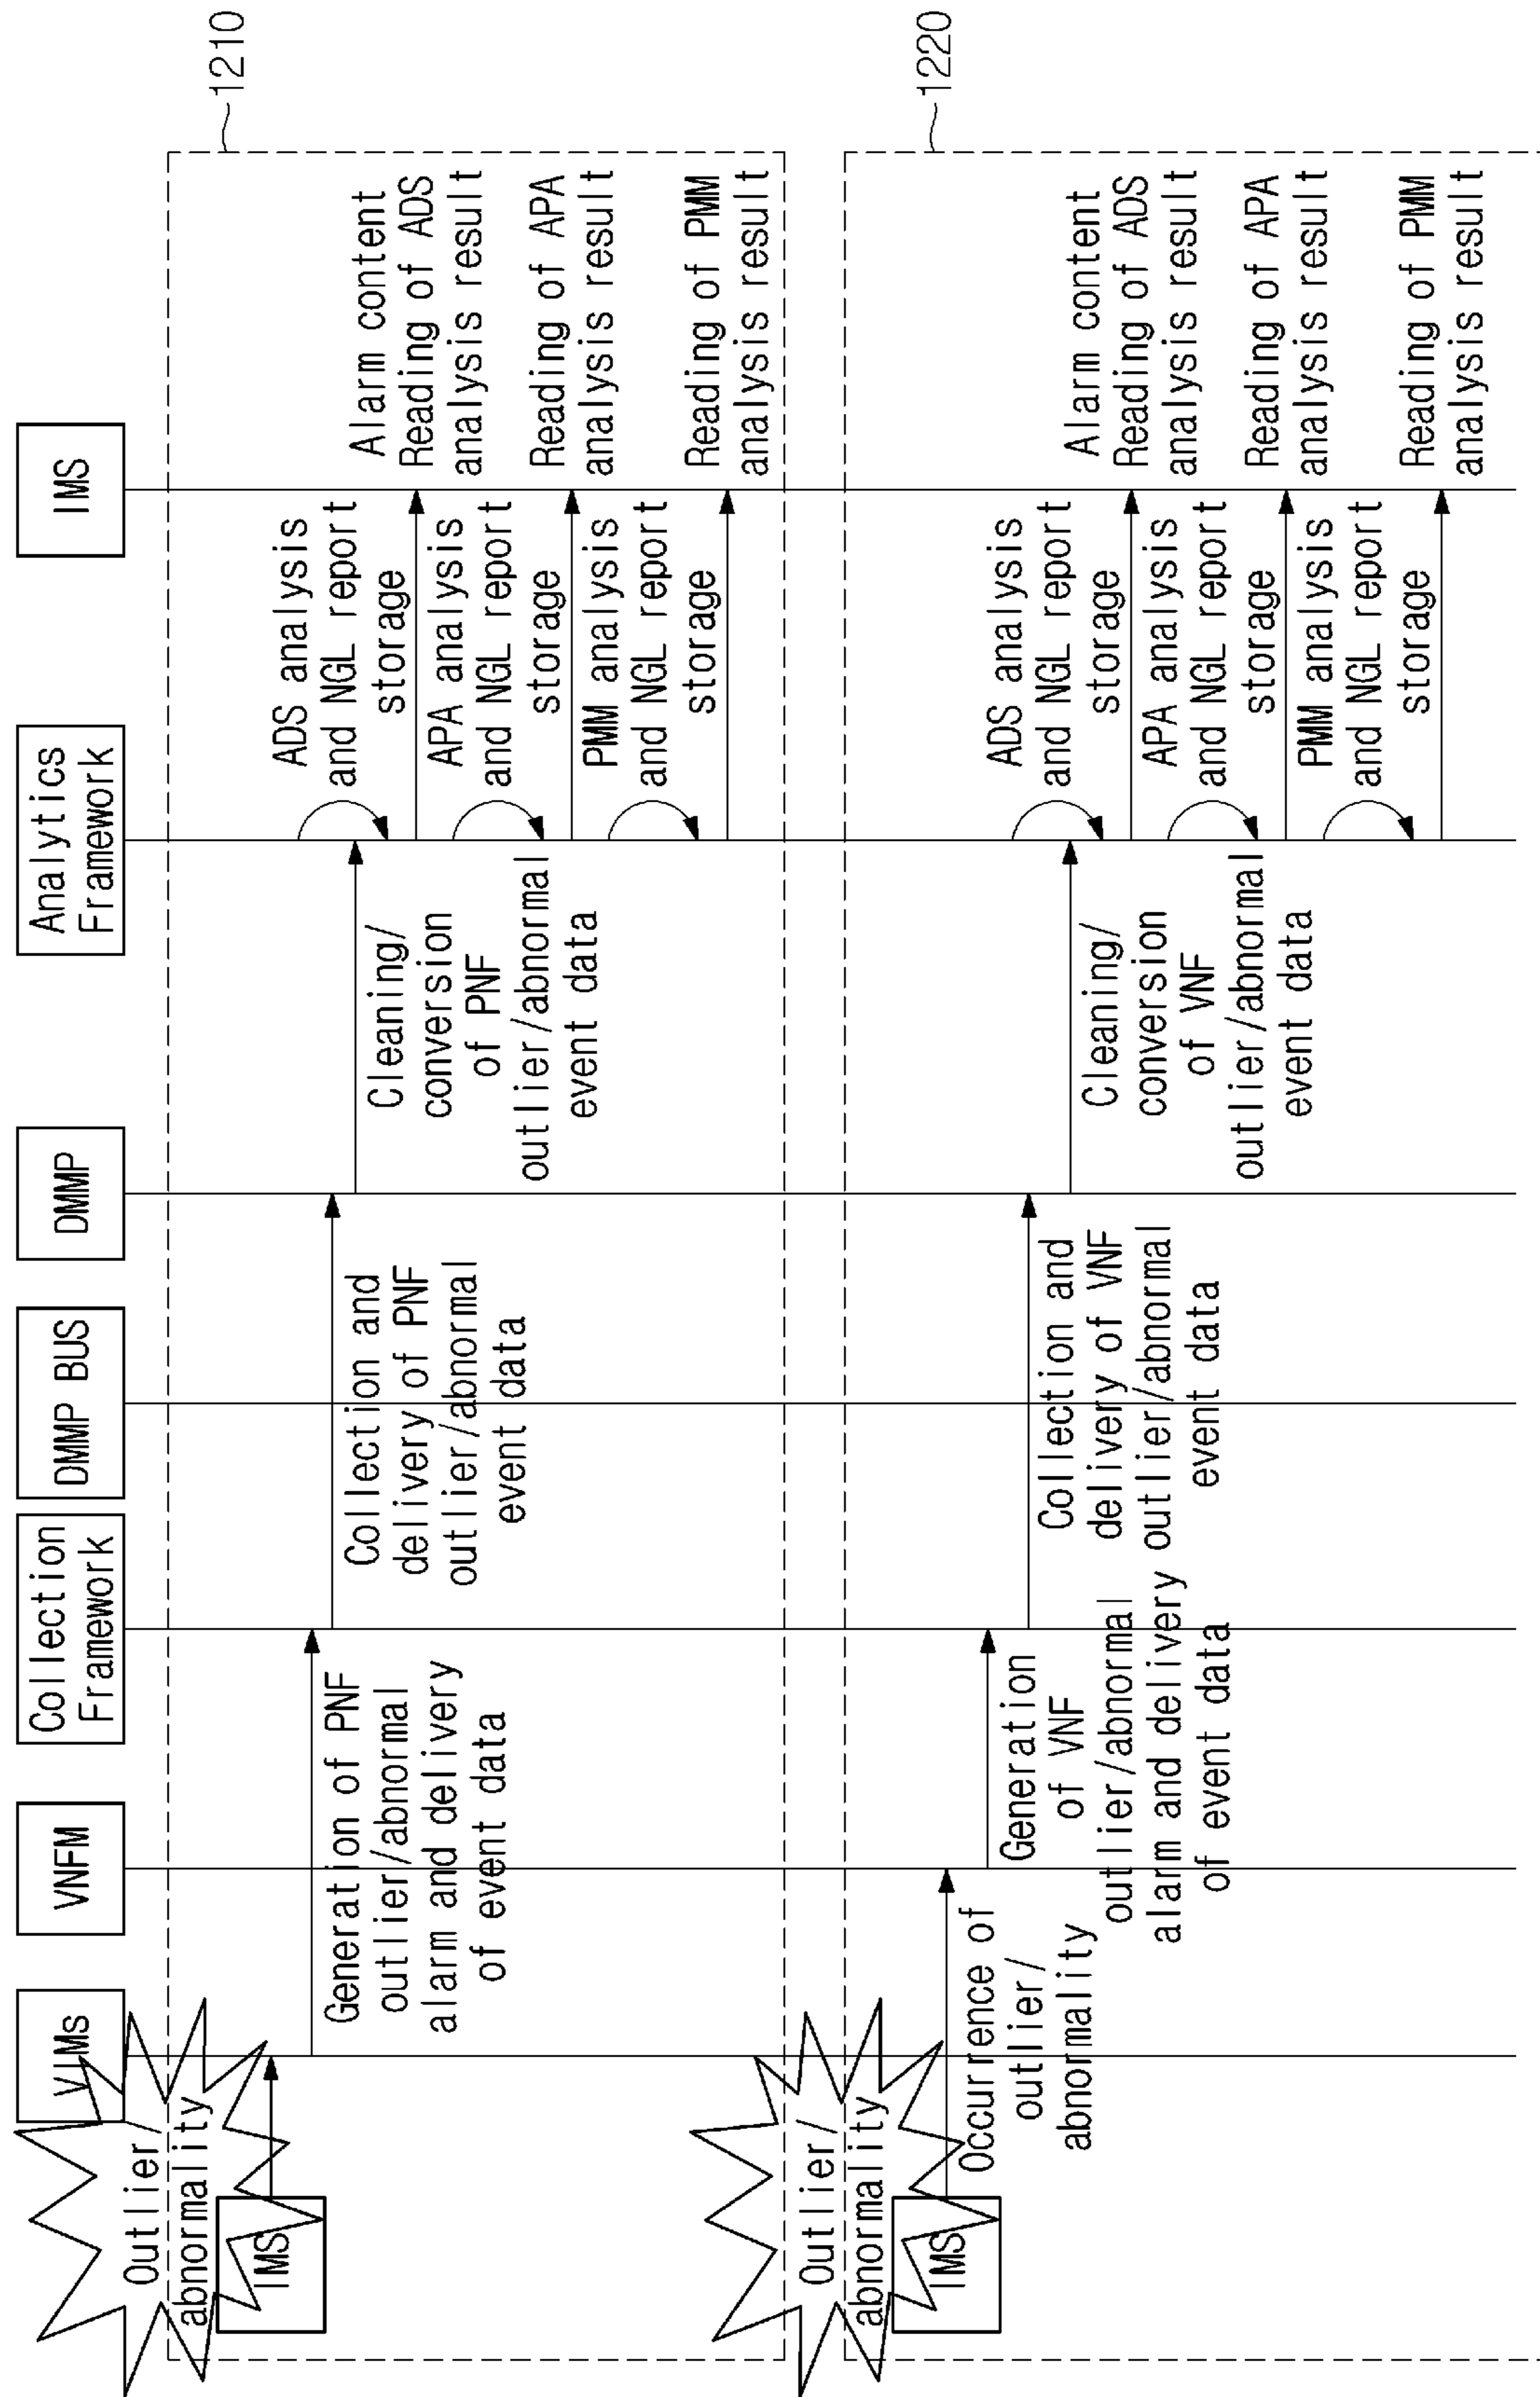 VIMs
VNFM
Collection
Framework
DMMP BUS
DMMP
Analytics
Framework
IMS
1210
Outlier /
abnormality
IMS
Generation of PNF
outlier/abnormal
alarm and delivery
of event data
Collection and
delivery of PNF
outlier/abnormal
event data
Cleaning/
conversion
of PNF
outlier/abnormal
event data
ADS analysis
and NGL report
storage
APA analysis
and NGL report
storage
PMM analysis
and NGL report
storage
Alarm content
Reading of ADS
analysis result
Reading of APA
analysis result
Reading of PMM
analysis result
1220
Outlier /
abnormality
IMS
Occurrence of
outlier/
abnormality
Generation
of VNF
outlier/abnormal
alarm and delivery
of event data
Collection and
delivery of VNF
outlier/abnormal
event data
Cleaning/
conversion
of VNF
outlier/abnormal
event data
ADS analysis
and NGL report
storage
APA analysis
and NGL report
storage
PMM analysis
and NGL report
storage
Alarm content
Reading of ADS
analysis result
Reading of APA
analysis result
Reading of PMM
analysis result